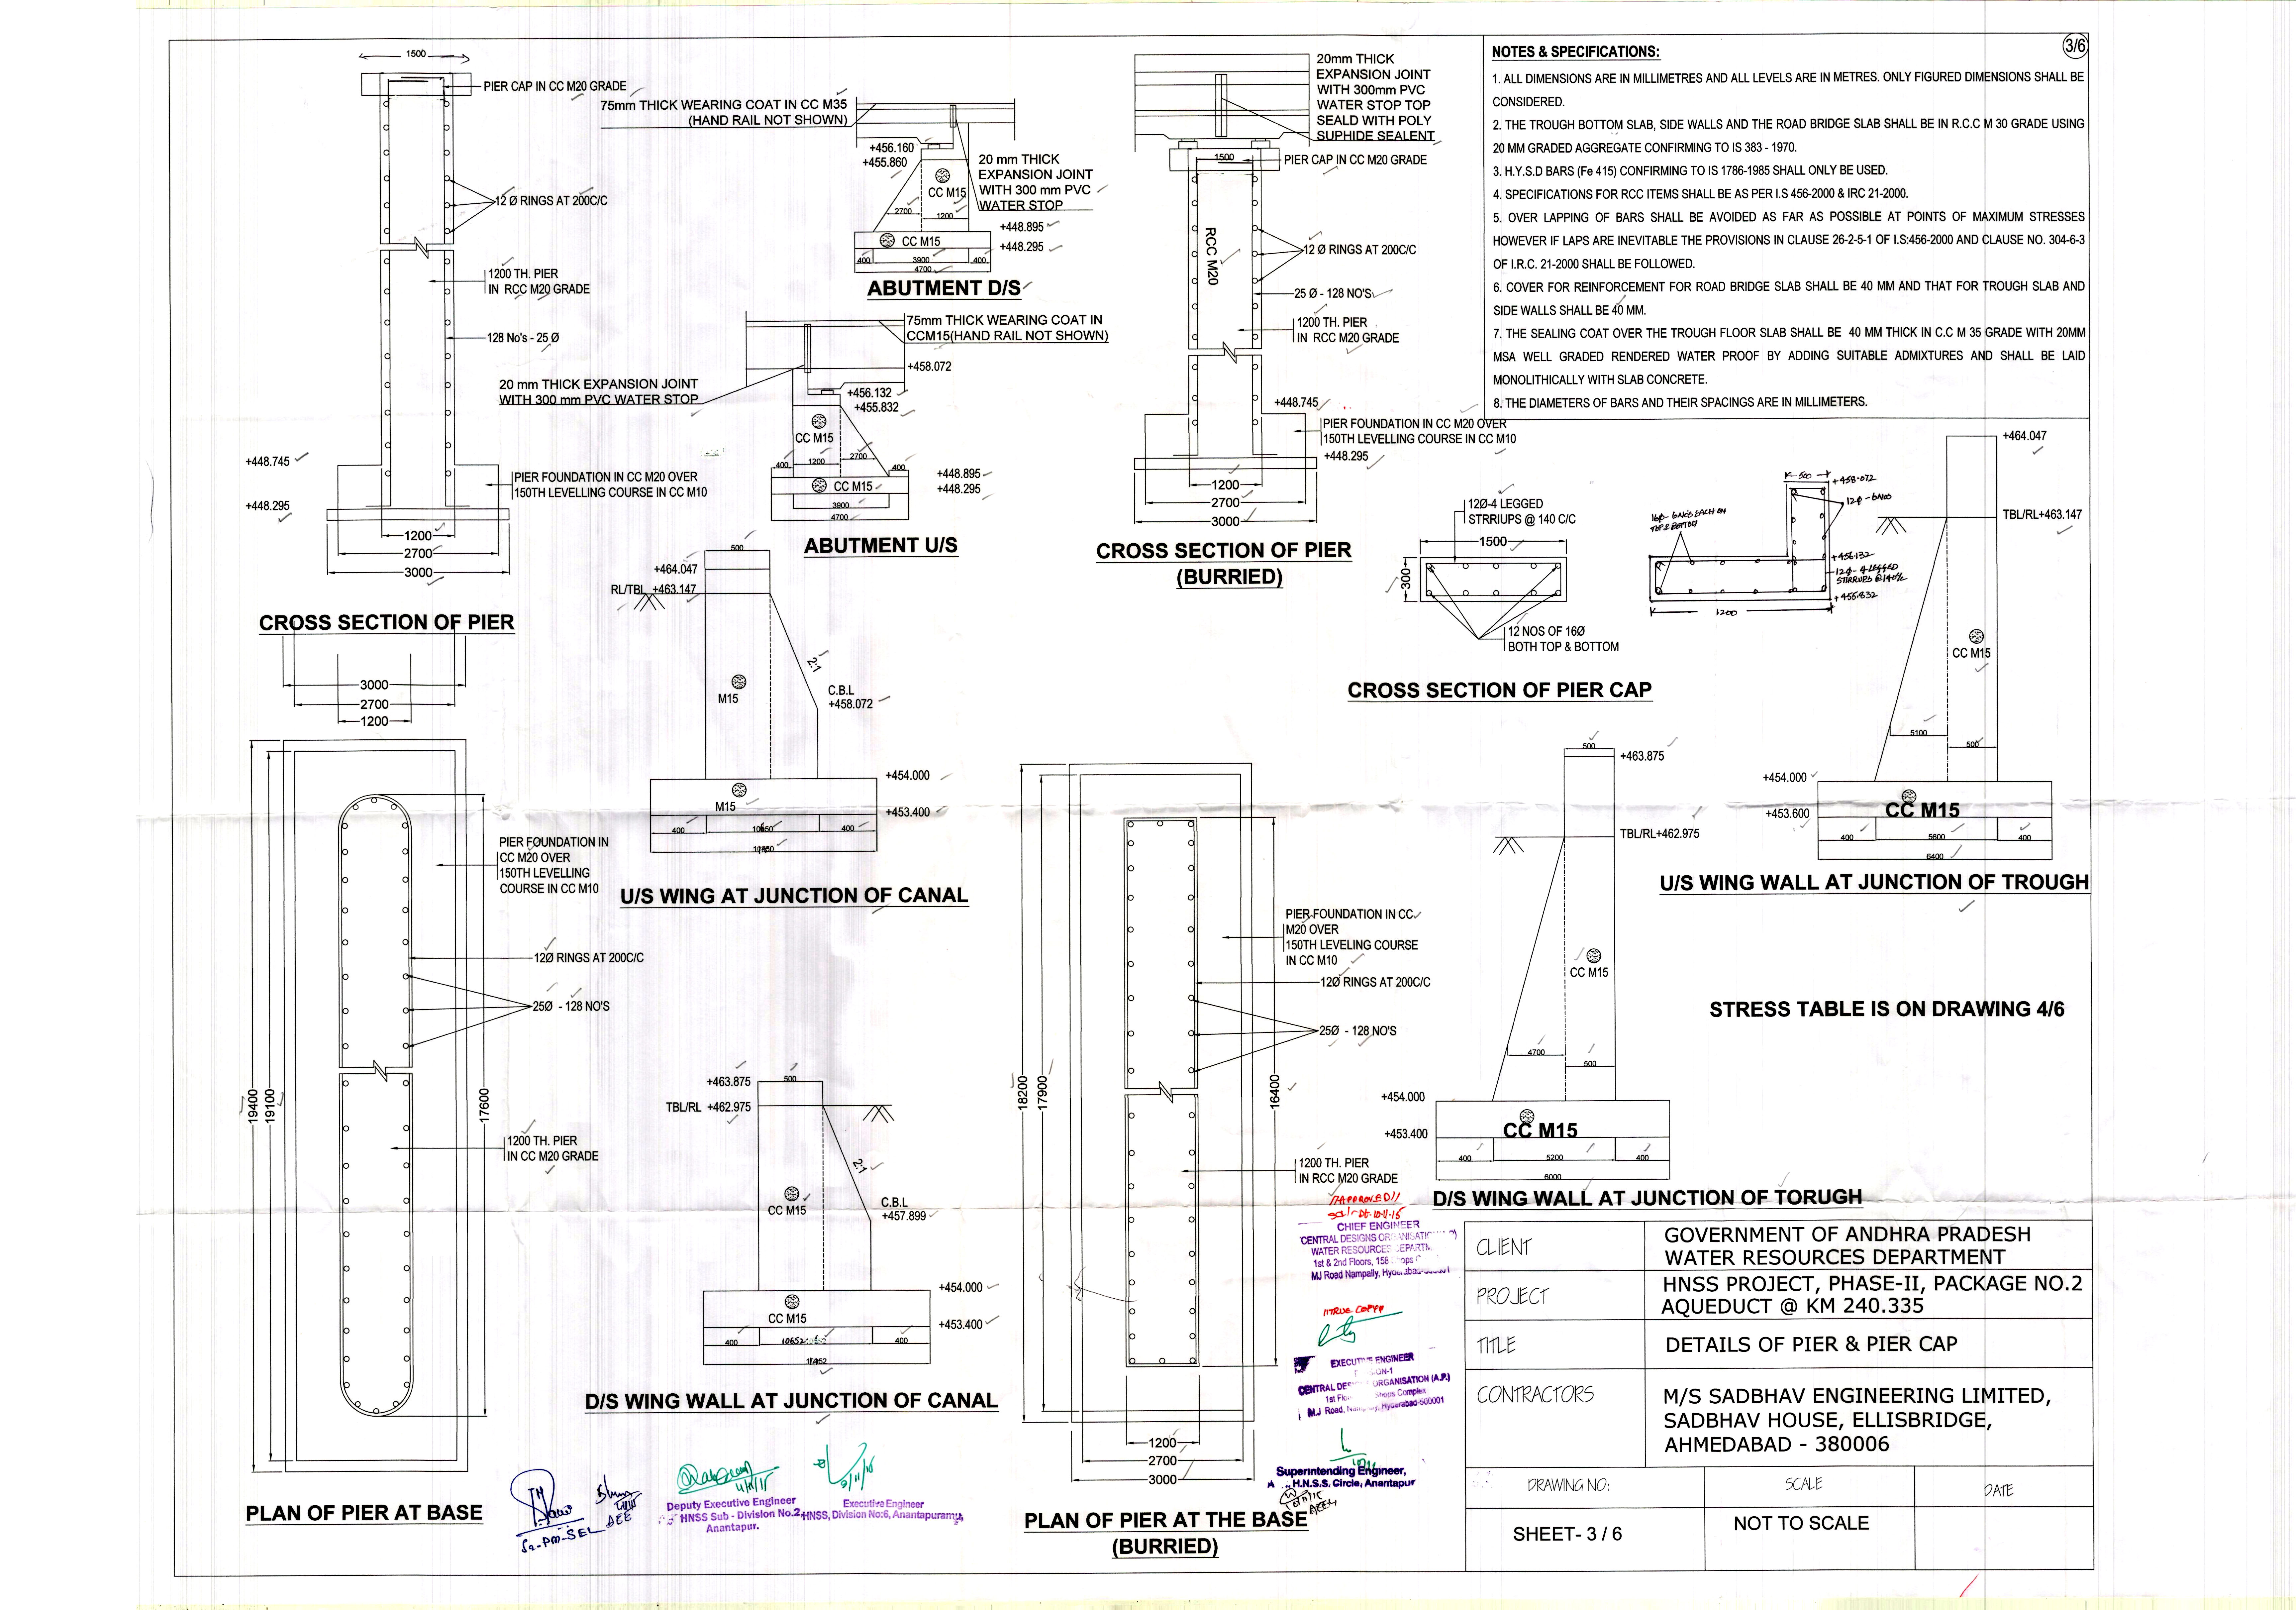 1500
PIER CAP IN CC M20 GRADE
12 Ø RINGS AT 200C/C
1200 TH. PIER
IN RCC M20 GRADE
128 No's - 25 Ø
+448.745
+448.295
PIER FOUNDATION IN CC M20 OVER
150TH LEVELLING COURSE IN CC M10
1200
2700
3000
CROSS SECTION OF PIER
75mm THICK WEARING COAT IN CC M35
(HAND RAIL NOT SHOWN)
+456.160
+455.860
20 mm THICK
EXPANSION JOINT
WITH 300 mm PVC
WATER STOP
CC M15
2700
1200
+448.895
+448.295
CC M15
400
3900
400
4700
ABUTMENT D/S
75mm THICK WEARING COAT IN
CCM15(HAND RAIL NOT SHOWN)
+458.072
20 mm THICK EXPANSION JOINT
WITH 300 mm PVC WATER STOP
+456.132
+455.832
CC M15
400
1200
2700
400
+448.895
+448.295
CC M15
3900
4700
ABUTMENT U/S
20mm THICK
EXPANSION JOINT
WITH 300mm PVC
WATER STOP TOP
SEALD WITH POLY
SUPHIDE SEALENT
1500
PIER CAP IN CC M20 GRADE
RCC M20
12 Ø RINGS AT 200C/C
25 Ø - 128 NO'S
1200 TH. PIER
IN RCC M20 GRADE
+448.745
PIER FOUNDATION IN CC M20 OVER
150TH LEVELLING COURSE IN CC M10
+448.295
1200
2700
3000
CROSS SECTION OF PIER
(BURRIED)
3/6
NOTES & SPECIFICATIONS:
1. ALL DIMENSIONS ARE IN MILLIMETRES AND ALL LEVELS ARE IN METRES. ONLY FIGURED DIMENSIONS SHALL BE
CONSIDERED.
2. THE TROUGH BOTTOM SLAB, SIDE WALLS AND THE ROAD BRIDGE SLAB SHALL BE IN R.C.C M 30 GRADE USING
20 MM GRADED AGGREGATE CONFIRMING TO IS 383 - 1970.
3. H.Y.S.D BARS (Fe 415) CONFIRMING TO IS 1786-1985 SHALL ONLY BE USED.
4. SPECIFICATIONS FOR RCC ITEMS SHALL BE AS PER I.S 456-2000 & IRC 21-2000.
5. OVER LAPPING OF BARS SHALL BE AVOIDED AS FAR AS POSSIBLE AT POINTS OF MAXIMUM STRESSES
HOWEVER IF LAPS ARE INEVITABLE THE PROVISIONS IN CLAUSE 26-2-5-1 OF I.S:456-2000 AND CLAUSE NO. 304-6-3
OF I.R.C. 21-2000 SHALL BE FOLLOWED.
6. COVER FOR REINFORCEMENT FOR ROAD BRIDGE SLAB SHALL BE 40 MM AND THAT FOR TROUGH SLAB AND
SIDE WALLS SHALL BE 40 MM.
7. THE SEALING COAT OVER THE TROUGH FLOOR SLAB SHALL BE 40 MM THICK IN C.C M 35 GRADE WITH 20MM
MSA WELL GRADED RENDERED WATER PROOF BY ADDING SUITABLE ADMIXTURES AND SHALL BE LAID
MONOLITHICALLY WITH SLAB CONCRETE.
8. THE DIAMETERS OF BARS AND THEIR SPACINGS ARE IN MILLIMETERS.
12Ø-4 LEGGED
STRRIUPS @ 140 C/C
1500
300
12 NOS OF 16Ø
BOTH TOP & BOTTOM
500
+458.072
12Ø-6NOS
16Ø-6NOS EACH ON
TOP & BOTTOM
+456.132
12Ø-4 LEGGED
STIRRUPS @ 140 C/C
+455.832
1200
CROSS SECTION OF PIER CAP
+464.047
TBL/RL+463.147
CC M15
5100
500
+454.000
CC M15
+453.600
400
5600
400
6400
U/S WING WALL AT JUNCTION OF TROUGH
500
+464.047
RL/TBL +463.147
2:1
M15
C.B.L
+458.072
+454.000
M15
+453.400
400
400
U/S WING AT JUNCTION OF CANAL
3000
2700
1200
19400
19100
17600
PIER FOUNDATION IN
CC M20 OVER
150TH LEVELLING
COURSE IN CC M10
12Ø RINGS AT 200C/C
25Ø - 128 NO'S
1200 TH. PIER
IN CC M20 GRADE
PLAN OF PIER AT BASE
+463.875
500
TBL/RL +462.975
2:1
CC M15
C.B.L
+457.899
+454.000
CC M15
+453.400
400
10652
400
D/S WING WALL AT JUNCTION OF CANAL
18200
17900
16400
PIER FOUNDATION IN CC
M20 OVER
150TH LEVELING COURSE
IN CC M10
12Ø RINGS AT 200C/C
25Ø - 128 NO'S
1200 TH. PIER
IN RCC M20 GRADE
1200
2700
3000
PLAN OF PIER AT THE BASE
(BURRIED)
500
+463.875
TBL/RL+462.975
CC M15
4700
500
+454.000
CC M15
+453.400
400
5200
400
6000
D/S WING WALL AT JUNCTION OF TORUGH
STRESS TABLE IS ON DRAWING 4/6
//APPROVED//
Sd/- Dt. 10-11-15
CHIEF ENGINEER
CENTRAL DESIGNS
WATER RESOURCES
1st & 2nd Floors, 158
MJ Road Nampally,
//TRUE COPY//
EXECUTIVE ENGINEER
CENTRAL ORGANISATION (A.P.)
Shops Complex
M.J Road, Hyderabad-500001
Superintending Engineer,
H.N.S.S. Circle, Anantapur
Sr-PM-SEL
AEE
Deputy Executive Engineer
HNSS Sub - Division No.2,
Anantapur.
Executive Engineer
HNSS, Division No:6, Anantapuramu,
CLIENT
GOVERNMENT OF ANDHRA PRADESH
WATER RESOURCES DEPARTMENT
PROJECT
HNSS PROJECT, PHASE-II, PACKAGE NO.2
AQUEDUCT @ KM 240.335
TITLE
DETAILS OF PIER & PIER CAP
CONTRACTORS
M/S SADBHAV ENGINEERING LIMITED,
SADBHAV HOUSE, ELLISBRIDGE,
AHMEDABAD - 380006
DRAWING NO:
SCALE
DATE
SHEET- 3 / 6
NOT TO SCALE